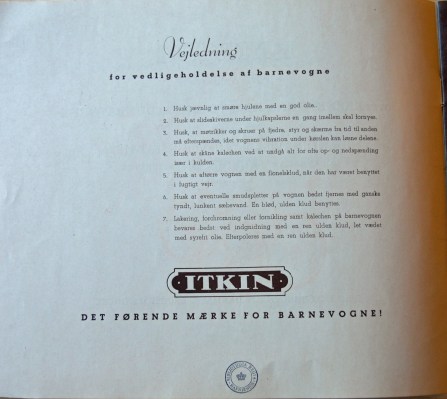 Vejledning
for vedligeholdelse af barnevogne
1. Husk jævnlig at smøre hjulene med en god olie.
2. Husk at slidskiverne under hjulkapslerne en gang imellem skal fornyes.
3. Husk, at møtrikker og skruer på fjedre, styr og skærme fra tid til anden
må efterspændes, idet vognens vibration under kørslen kan løsne delene.
4. Husk at skåne kalechen ved at undgå alt for ofte op- og nedspænding
især i kulden.
5. Husk at aftørre vognen med en flonelsklud, når den har været benyttet
i fugtigt vejr.
6. Husk at eventuelle smudspletter på vognen bedst fjernes med ganske
tyndt, lunkent sæbevand. En blød, ulden klud benyttes.
7. Lakering, forchromning eller fornikling samt kalechen på barnevognen
bevares bedst ved indgnidning med en ren ulden klud, let vædet
med syrefri olie. Efterpoleres med en ren ulden klud.
ITKIN
DET FØRENDE MÆRKE FOR BARNEVOGNE!